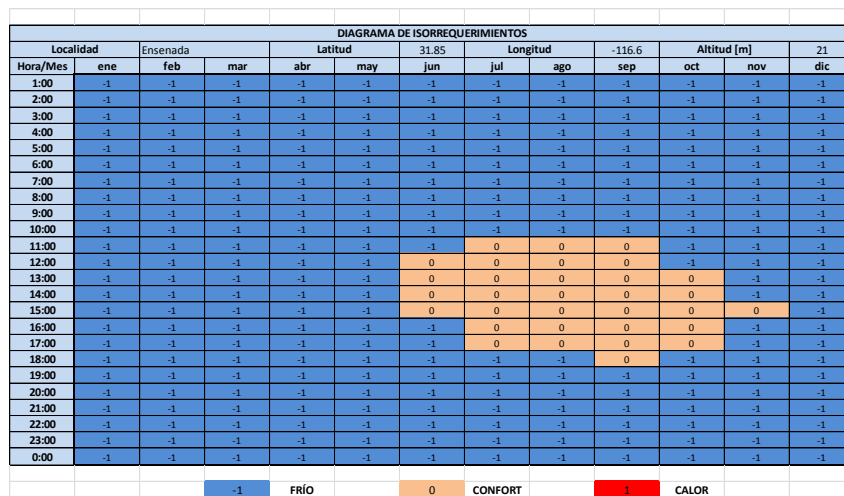 DIAGRAMA DE ISORREQUERIMIENTOS
Localidad Ensenada Latitud 31.85 Longitud -116.6 Altitud [m] 21
Hora/Mes ene feb mar abr may jun jul ago sep oct nov dic
1:00 -1 -1 -1 -1 -1 -1 -1 -1 -1 -1 -1 -1
2:00 -1 -1 -1 -1 -1 -1 -1 -1 -1 -1 -1 -1
3:00 -1 -1 -1 -1 -1 -1 -1 -1 -1 -1 -1 -1
4:00 -1 -1 -1 -1 -1 -1 -1 -1 -1 -1 -1 -1
5:00 -1 -1 -1 -1 -1 -1 -1 -1 -1 -1 -1 -1
6:00 -1 -1 -1 -1 -1 -1 -1 -1 -1 -1 -1 -1
7:00 -1 -1 -1 -1 -1 -1 -1 -1 -1 -1 -1 -1
8:00 -1 -1 -1 -1 -1 -1 -1 -1 -1 -1 -1 -1
9:00 -1 -1 -1 -1 -1 -1 -1 -1 -1 -1 -1 -1
10:00 -1 -1 -1 -1 -1 -1 -1 -1 -1 -1 -1 -1
11:00 -1 -1 -1 -1 -1 -1 0 0 0 -1 -1 -1
12:00 -1 -1 -1 -1 -1 0 0 0 0 -1 -1 -1
13:00 -1 -1 -1 -1 -1 0 0 0 0 0 -1 -1
14:00 -1 -1 -1 -1 -1 0 0 0 0 0 -1 -1
15:00 -1 -1 -1 -1 -1 0 0 0 0 0 0 -1
16:00 -1 -1 -1 -1 -1 -1 0 0 0 0 -1 -1
17:00 -1 -1 -1 -1 -1 -1 0 0 0 0 -1 -1
18:00 -1 -1 -1 -1 -1 -1 -1 -1 0 -1 -1 -1
19:00 -1 -1 -1 -1 -1 -1 -1 -1 -1 -1 -1 -1
20:00 -1 -1 -1 -1 -1 -1 -1 -1 -1 -1 -1 -1
21:00 -1 -1 -1 -1 -1 -1 -1 -1 -1 -1 -1 -1
22:00 -1 -1 -1 -1 -1 -1 -1 -1 -1 -1 -1 -1
23:00 -1 -1 -1 -1 -1 -1 -1 -1 -1 -1 -1 -1
0:00 -1 -1 -1 -1 -1 -1 -1 -1 -1 -1 -1 -1
-1 FRÍO 0 CONFORT 1 CALOR